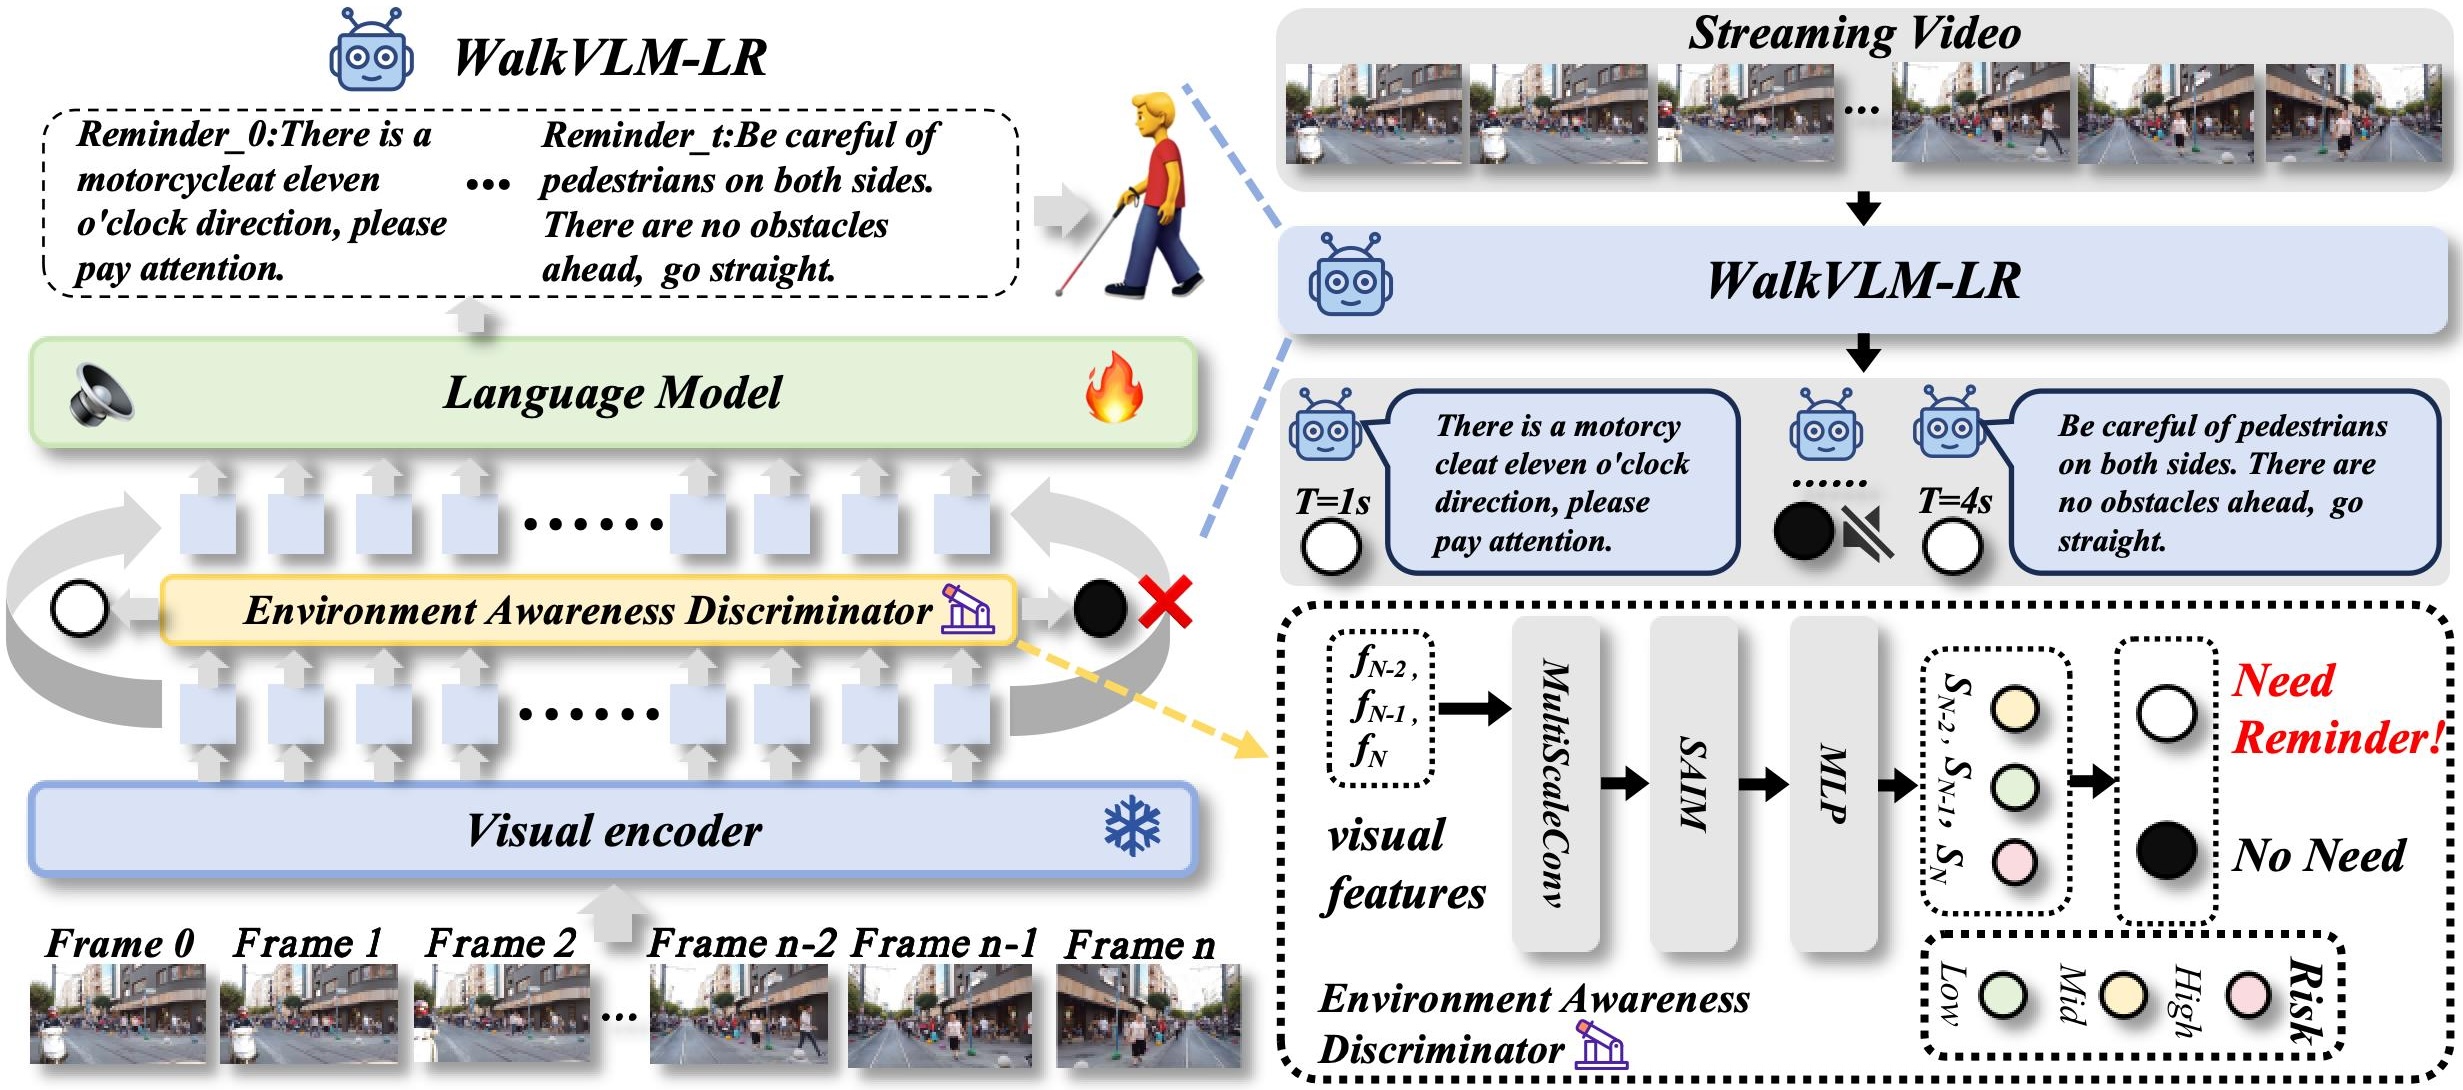 WalkVLM-LR
Reminder_0:There is a
motorcycleat eleven
o'clock direction, please
pay attention.
...
Reminder_t:Be careful of
pedestrians on both sides.
There are no obstacles
ahead, go straight.
Language Model
......
Environment Awareness Discriminator
......
Visual encoder
Frame 0
Frame 1
Frame 2
...
Frame n-2
Frame n-1
Frame n
Streaming Video
...
WalkVLM-LR
T=1s
There is a motorcy
cleat eleven o'clock
direction, please
pay attention.
......
T=4s
Be careful of pedestrians
on both sides. There are
no obstacles ahead, go
straight.
f_{N-2},
f_{N-1},
f_N
visual
features
MultiScaleConv
SAIM
MLP
S_{N-2}, S_{N-1}, S_N
Need
Reminder!
No Need
Low
Mid
High
Risk
Environment Awareness
Discriminator